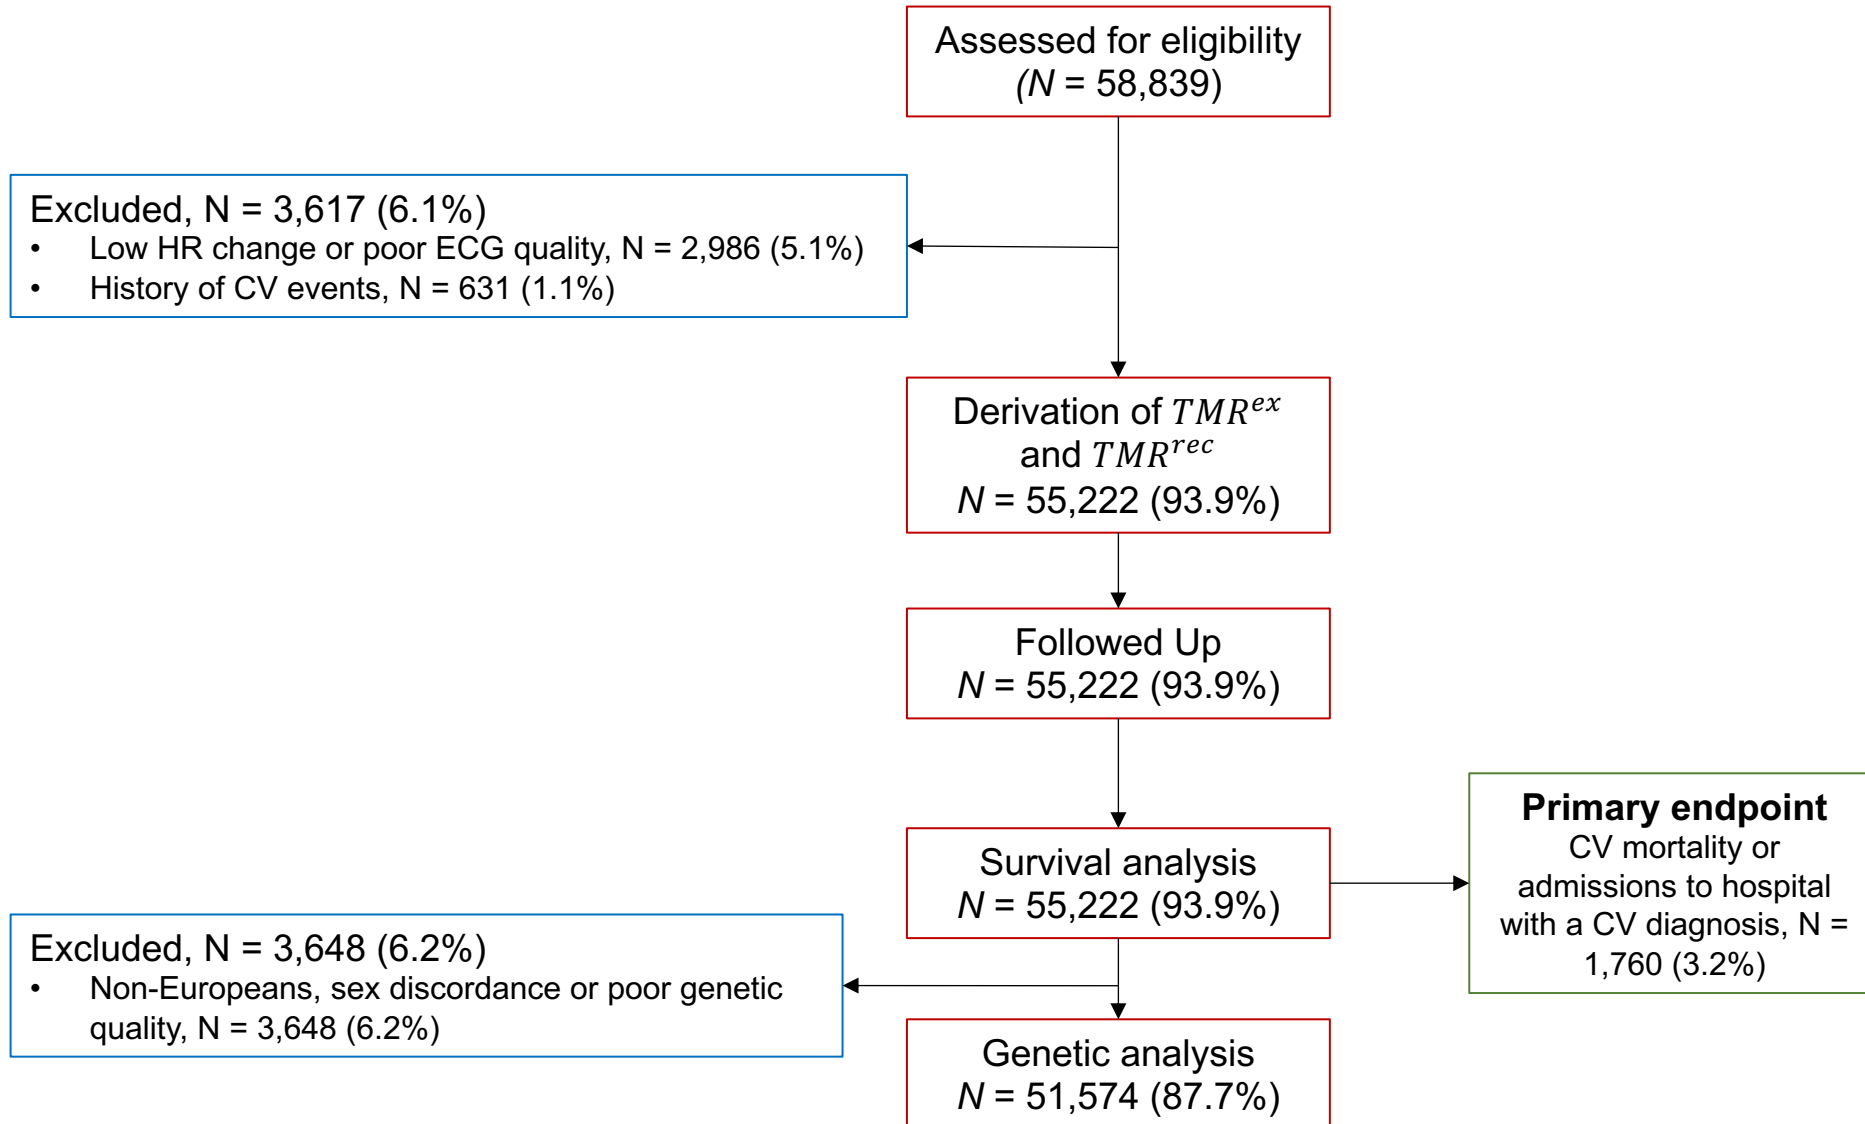 Assessed for eligibility
(N = 58,839)
Excluded, N = 3,617 (6.1%)
• Low HR change or poor ECG quality, N = 2,986 (5.1%)
• History of CV events, N = 631 (1.1%)
Derivation of TMR^ex
and TMR^rec
N = 55,222 (93.9%)
Followed Up
N = 55,222 (93.9%)
Survival analysis
N = 55,222 (93.9%)
Primary endpoint
CV mortality or
admissions to hospital
with a CV diagnosis, N =
1,760 (3.2%)
Excluded, N = 3,648 (6.2%)
• Non-Europeans, sex discordance or poor genetic
quality, N = 3,648 (6.2%)
Genetic analysis
N = 51,574 (87.7%)